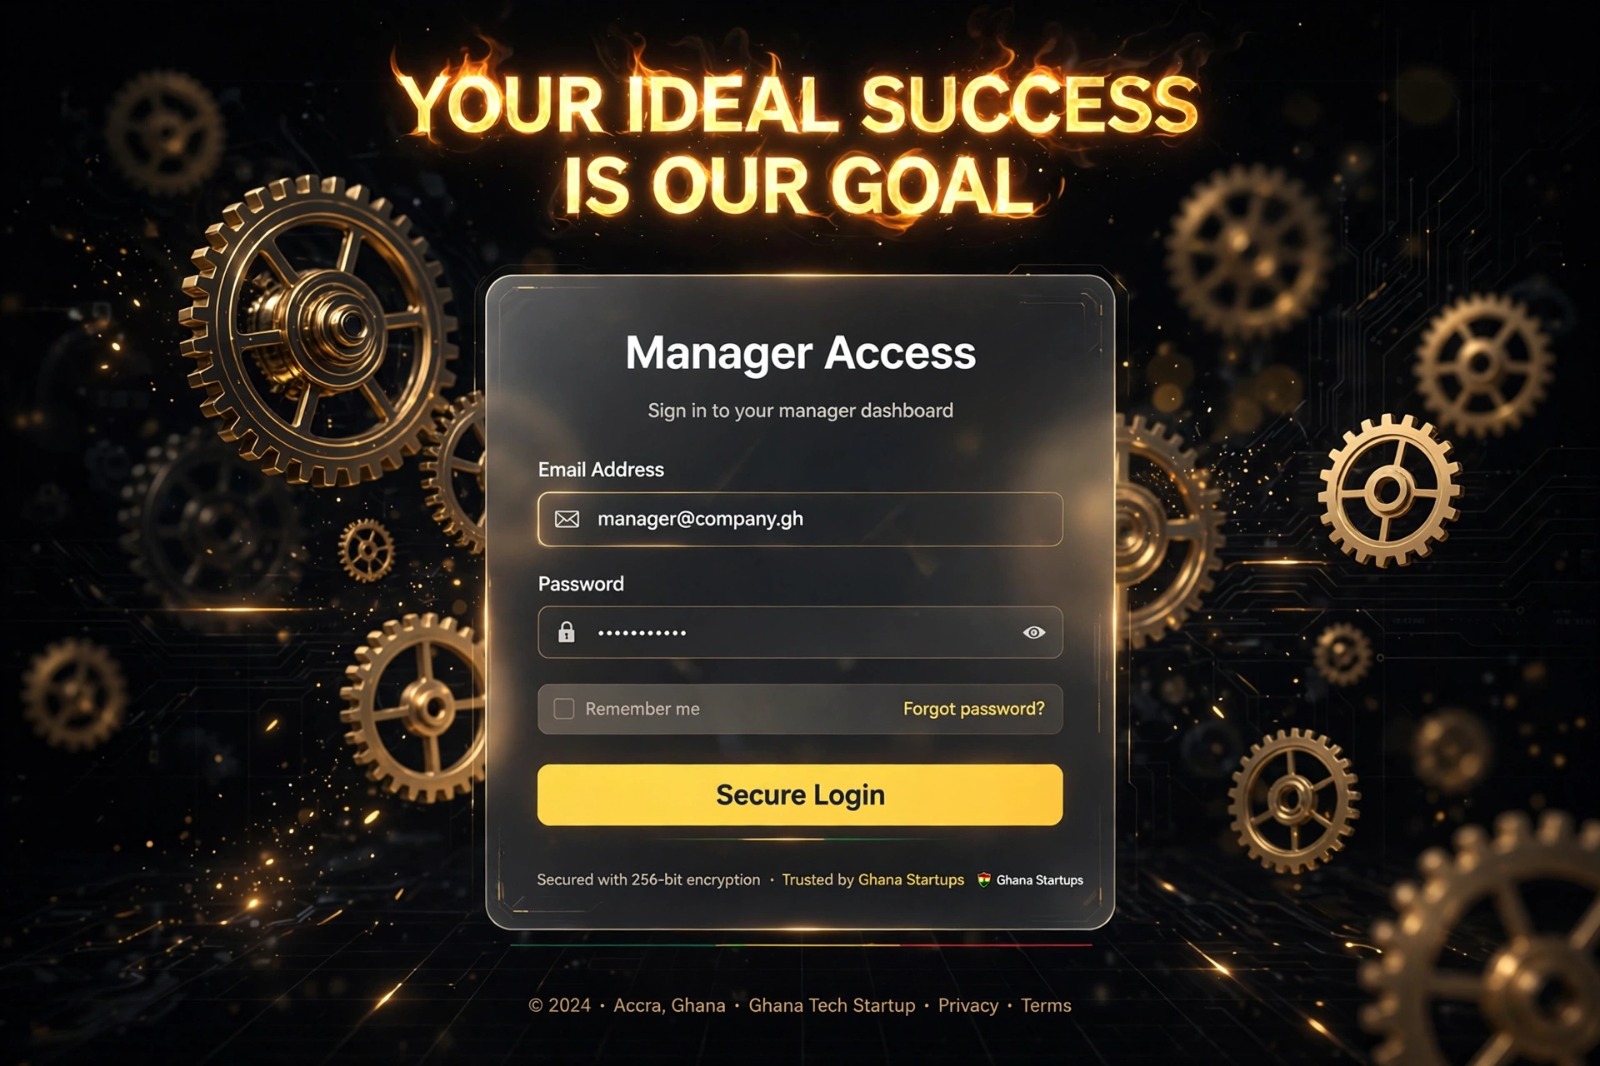 YOUR IDEAL SUCCESS
IS OUR GOAL
Manager Access
Sign in to your manager dashboard
Email Address
manager@company.gh
Password
•••••••••••
Remember me Forgot password?
Secure Login
Secured with 256-bit encryption • Trusted by Ghana Startups Ghana Startups
© 2024 • Accra, Ghana • Ghana Tech Startup • Privacy • Terms